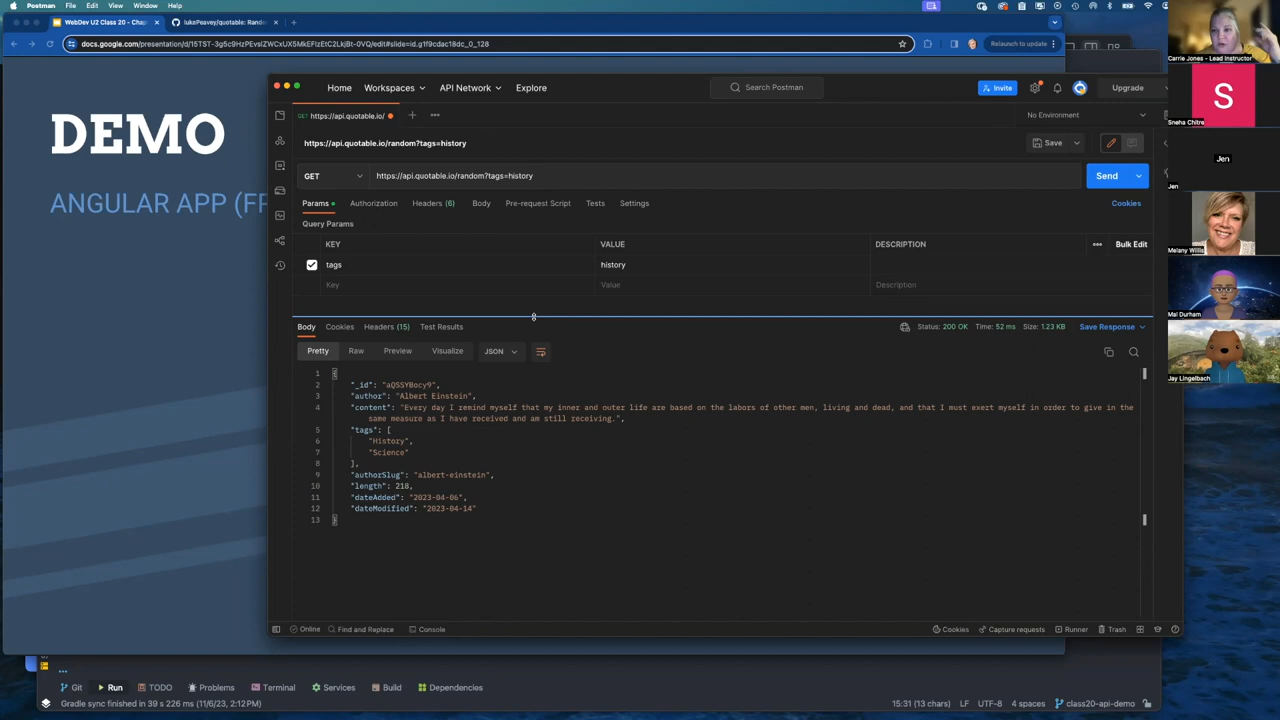 Postman File Edit View Window Help
WebDev U2 Class 20 - Cha
lukePeavey/quotable: Rand
docs.google.com/presentation/d/15TST-3g5c9HzPEvslZWCxUX5MkEFlzEtC2LkjBt-0VQ/edit#slide=id.g1f9cdac18dc_0_128
Relaunch to update
DEMO
ANGULAR APP (FR
Home Workspaces API Network Explore
Search Postman
Invite
Upgrade
GET https://api.quotable.io/
No Environment
https://api.quotable.io/random?tags=history
Save
GET https://api.quotable.io/random?tags=history
Send
Params Authorization Headers (6) Body Pre-request Script Tests Settings
Cookies
Query Params
KEY VALUE DESCRIPTION
Bulk Edit
tags history
Key Value Description
Body Cookies Headers (15) Test Results
Status: 200 OK Time: 52 ms Size: 1.23 KB Save Response
Pretty Raw Preview Visualize JSON
1 {
2 "_id": "aQSSYBocy9",
3 "author": "Albert Einstein",
4 "content": "Every day I remind myself that my inner and outer life are based on the labors of other men, living and dead, and that I must exert myself in order to give in the
same measure as I have received and am still receiving.",
5 "tags": [
6 "History",
7 "Science"
8 ],
9 "authorSlug": "albert-einstein",
10 "length": 218,
11 "dateAdded": "2023-04-06",
12 "dateModified": "2023-04-14"
13 }
Online Find and Replace Console
Cookies Capture requests Runner Trash
Git Run TODO Problems Terminal Services Build Dependencies
Gradle sync finished in 39 s 226 ms (11/6/23, 2:12PM)
15:31 (13 chars) LF UTF-8 4 spaces class20-api-demo
Carrie Jones - Lead Instructor
S
Sneha Chitre
Jen
Jen
Melany Willis
Mal Durham
Jay Lingelbach